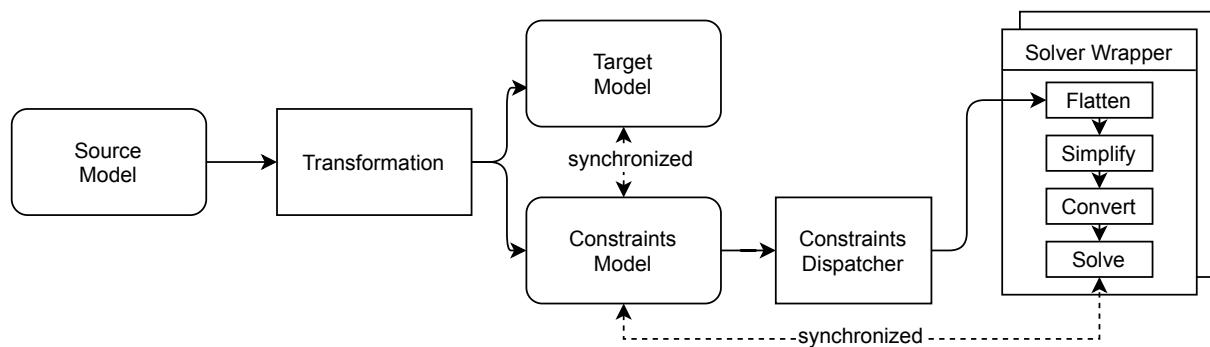 Source
Model
Transformation
Target
Model
synchronized
Constraints
Model
Constraints
Dispatcher
Solver Wrapper
Flatten
Simplify
Convert
Solve
synchronized